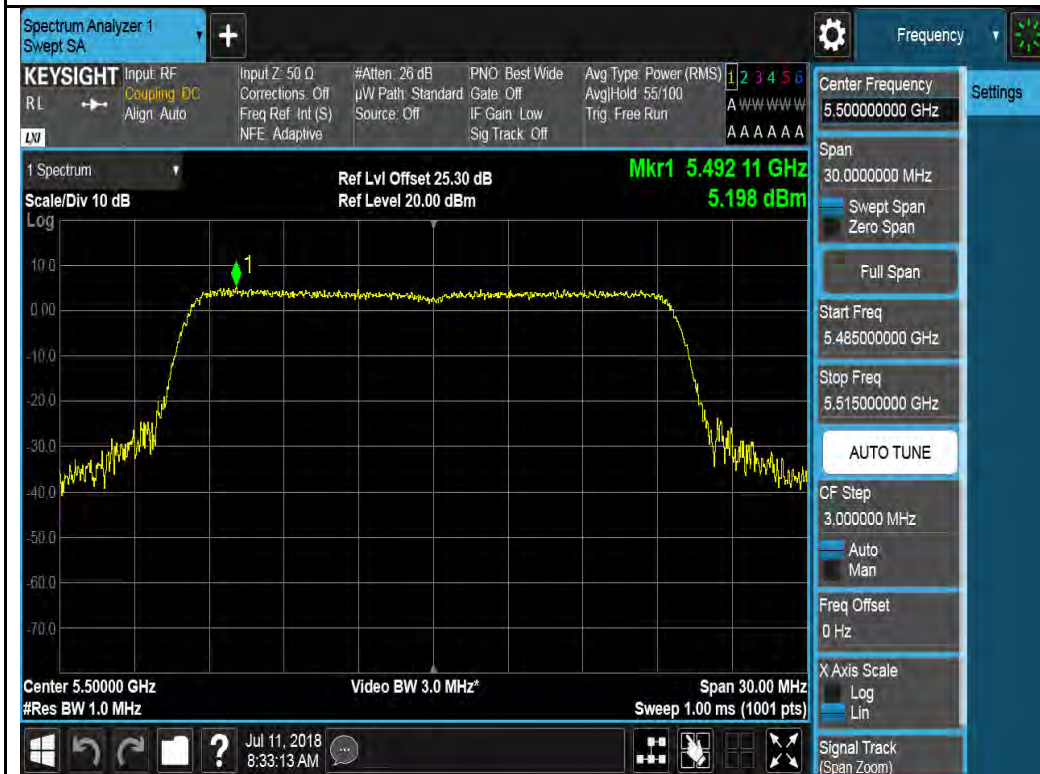 Spectrum Analyzer 1
Swept SA
+
Frequency
KEYSIGHT
RL
LXI
Input: RF
Coupling: DC
Align: Auto
Input Z: 50 Ω
Corrections: Off
Freq Ref: Int (S)
NFE: Adaptive
#Atten: 26 dB
µW Path: Standard
Source: Off
PNO: Best Wide
Gate: Off
IF Gain: Low
Sig Track: Off
Avg Type: Power (RMS)
Avg|Hold: 55/100
Trig: Free Run
1 2 3 4 5 6
A W W W W W
A A A A A A
1 Spectrum
Scale/Div 10 dB
Log
Ref Lvl Offset 25.30 dB
Ref Level 20.00 dBm
Mkr1 5.492 11 GHz
5.198 dBm
1
10.0
0.00
-10.0
-20.0
-30.0
-40.0
-50.0
-60.0
-70.0
Center 5.50000 GHz
#Res BW 1.0 MHz
Video BW 3.0 MHz*
Span 30.00 MHz
Sweep 1.00 ms (1001 pts)
?
Jul 11, 2018
8:33:13 AM
Center Frequency
5.500000000 GHz
Settings
Span
30.0000000 MHz
Swept Span
Zero Span
Full Span
Start Freq
5.485000000 GHz
Stop Freq
5.515000000 GHz
AUTO TUNE
CF Step
3.000000 MHz
Auto
Man
Freq Offset
0 Hz
X Axis Scale
Log
Lin
Signal Track
(Span Zoom)